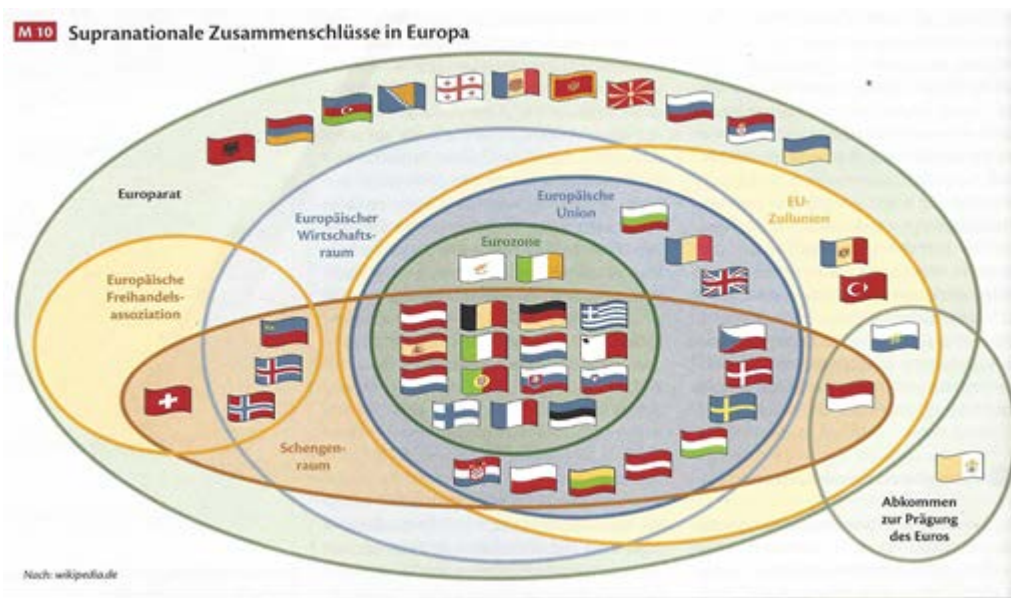 M 10 Supranationale Zusammenschlüsse in Europa
Europarat
Europäischer
Wirtschafts-
raum
Europäische
Union
EU-
Zollunion
Eurozone
Europäische
Freihandels-
assoziation
Schengen-
raum
Abkommen
zur Prägung
des Euros
Nach: wikipedia.de